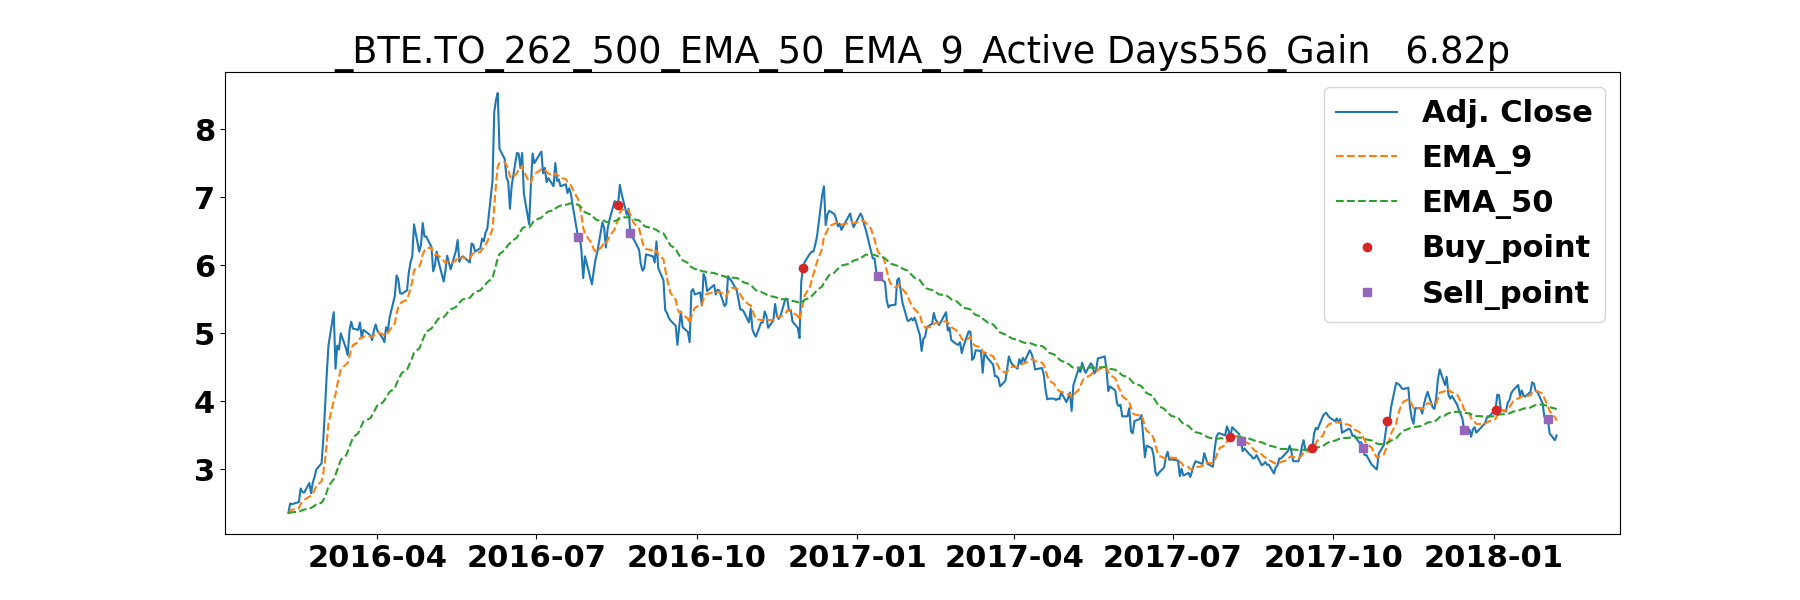 _BTE.TO_262_500_EMA_50_EMA_9_Active Days556_Gain   6.82p
Adj. Close
EMA_9
EMA_50
Buy_point
Sell_point
8
7
6
5
4
3
2016-04 2016-07 2016-10 2017-01 2017-04 2017-07 2017-10 2018-01